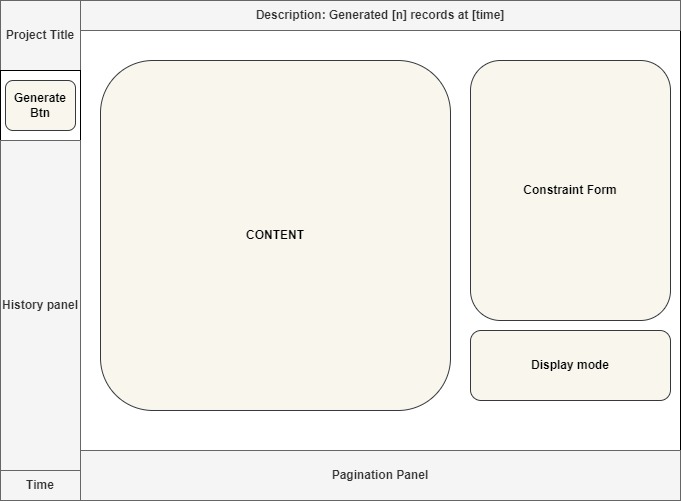 Project Title
Description: Generated [n] records at [time]
Generate
Btn
History panel
Time
CONTENT
Constraint Form
Display mode
Pagination Panel